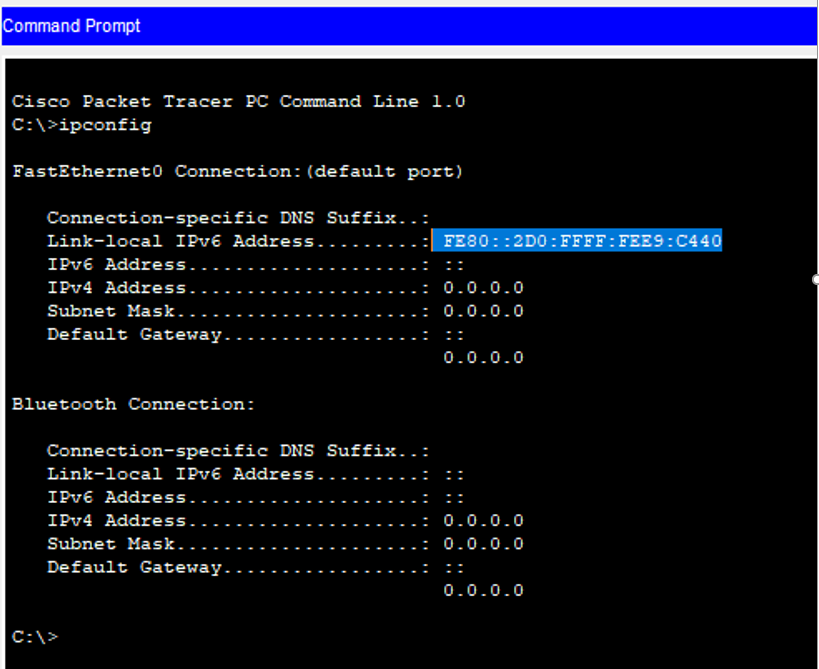 Command Prompt
Cisco Packet Tracer PC Command Line 1.0
C:\>ipconfig
FastEthernet0 Connection:(default port)
Connection-specific DNS Suffix..:
Link-local IPv6 Address.........: FE80::2D0:FFFF:FEE9:C440
IPv6 Address....................: ::
IPv4 Address....................: 0.0.0.0
Subnet Mask.....................: 0.0.0.0
Default Gateway.................: ::
0.0.0.0
Bluetooth Connection:
Connection-specific DNS Suffix..:
Link-local IPv6 Address.........: ::
IPv6 Address....................: ::
IPv4 Address....................: 0.0.0.0
Subnet Mask.....................: 0.0.0.0
Default Gateway.................: ::
0.0.0.0
C:\>